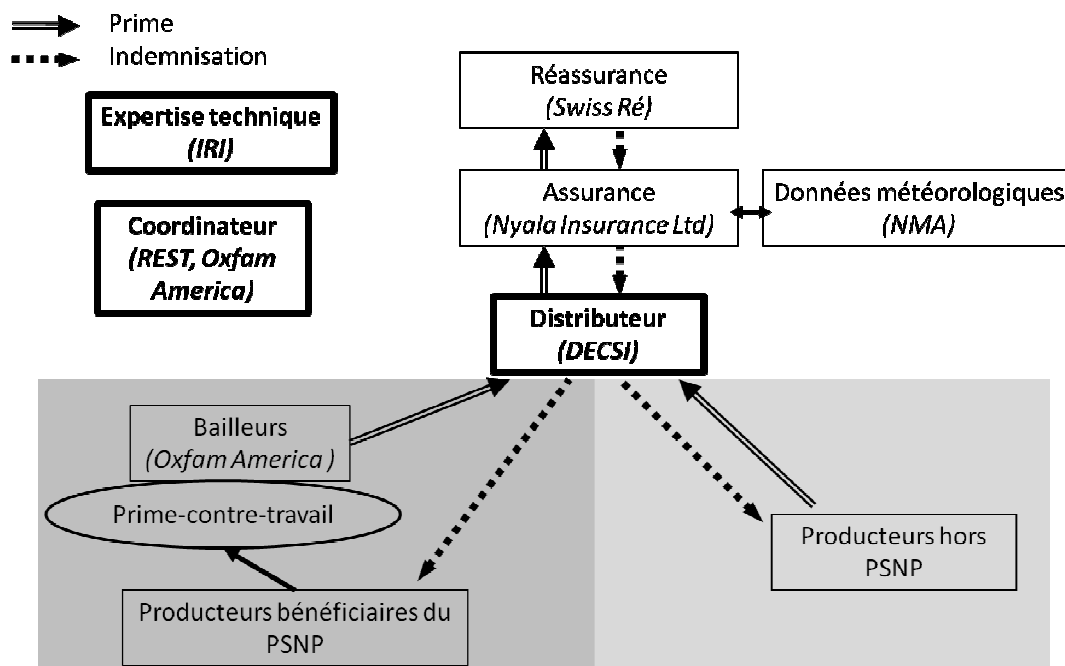 Prime
Indemnisation
Expertise technique
(IRI)
Coordinateur
(REST, Oxfam
America)
Réassurance
(Swiss Ré)
Assurance
(Nyala Insurance Ltd)
Données météorologiques
(NMA)
Distributeur
(DECSI)
Bailleurs
(Oxfam America )
Prime-contre-travail
Producteurs bénéficiaires du
PSNP
Producteurs hors
PSNP